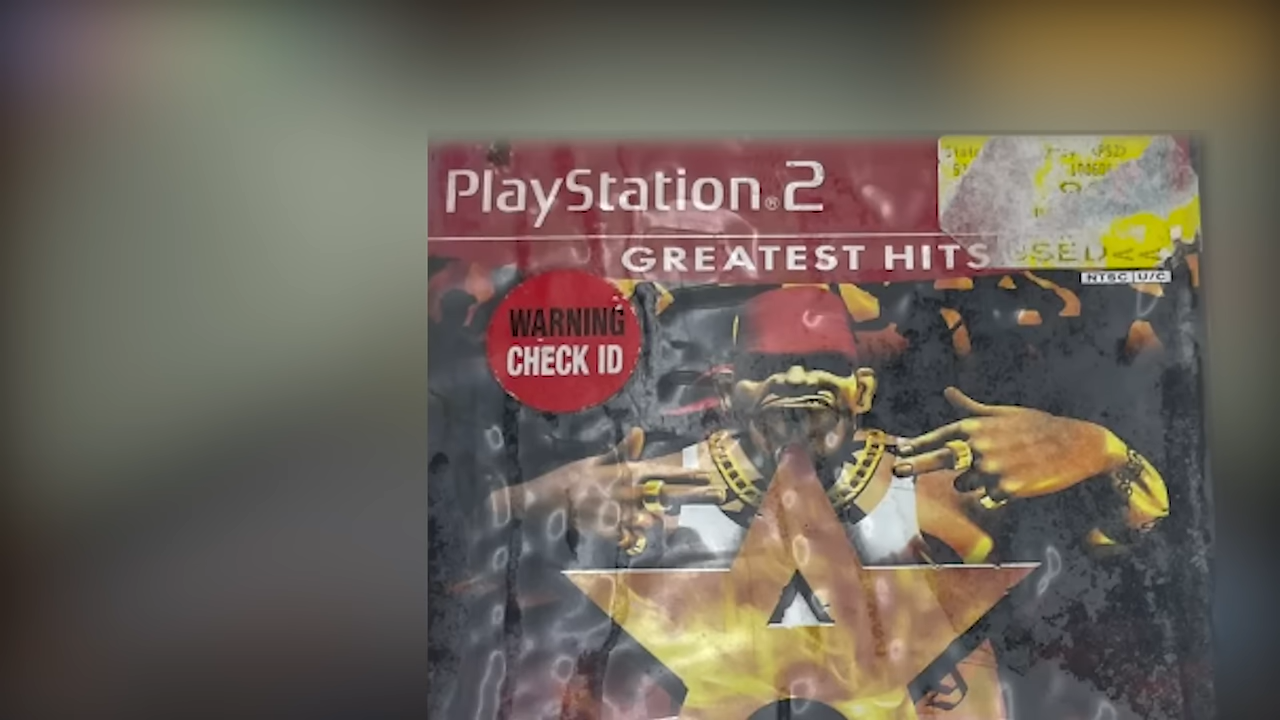 PlayStation®2
GREATEST HITS
USED<<
NTSC U/C
WARNING
CHECK ID